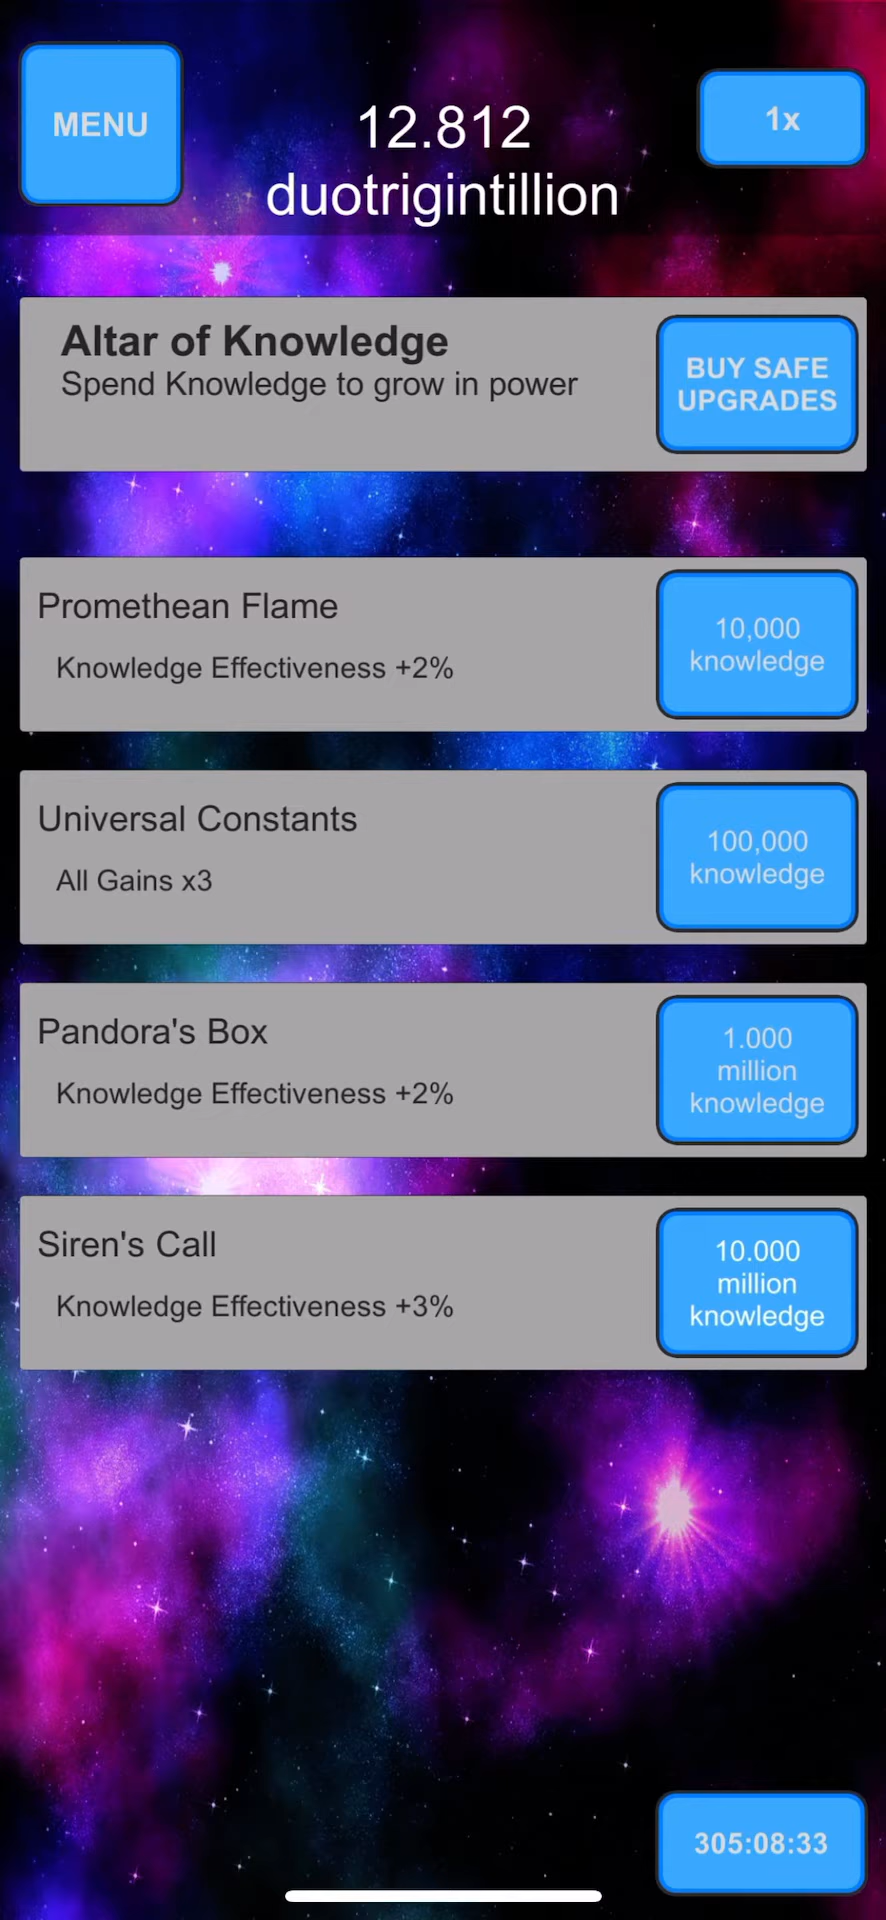 MENU
12.812
duotrigintillion
1x
Altar of Knowledge
Spend Knowledge to grow in power
BUY SAFE
UPGRADES
Promethean Flame
Knowledge Effectiveness +2%
10,000
knowledge
Universal Constants
All Gains x3
100,000
knowledge
Pandora's Box
Knowledge Effectiveness +2%
1.000
million
knowledge
Siren's Call
Knowledge Effectiveness +3%
10.000
million
knowledge
305:08:33